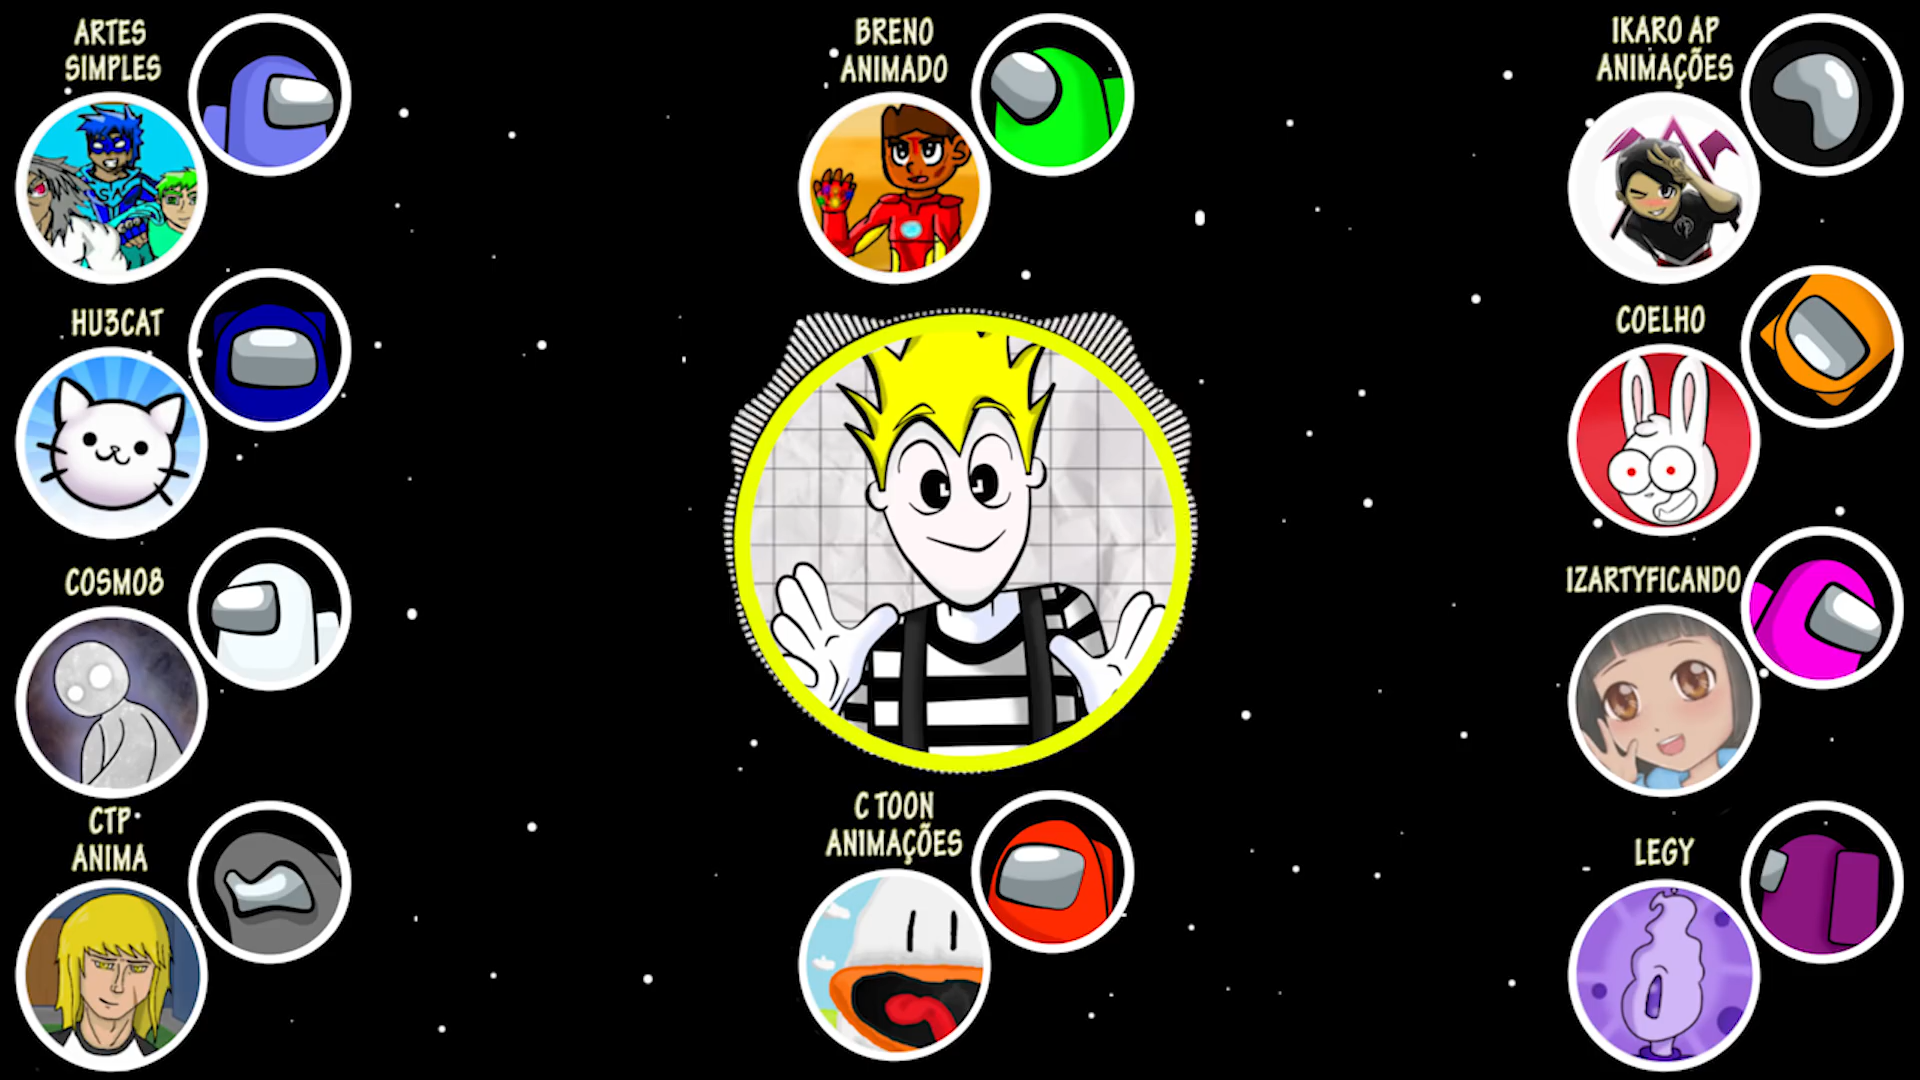 ARTES
SIMPLES
BRENO
ANIMADO
IKARO AP
ANIMAÇÕES
HU3CAT
COELHO
COSMO8
IZARTYFICANDO
CTP
ANIMA
C TOON
ANIMAÇÕES
LEGY